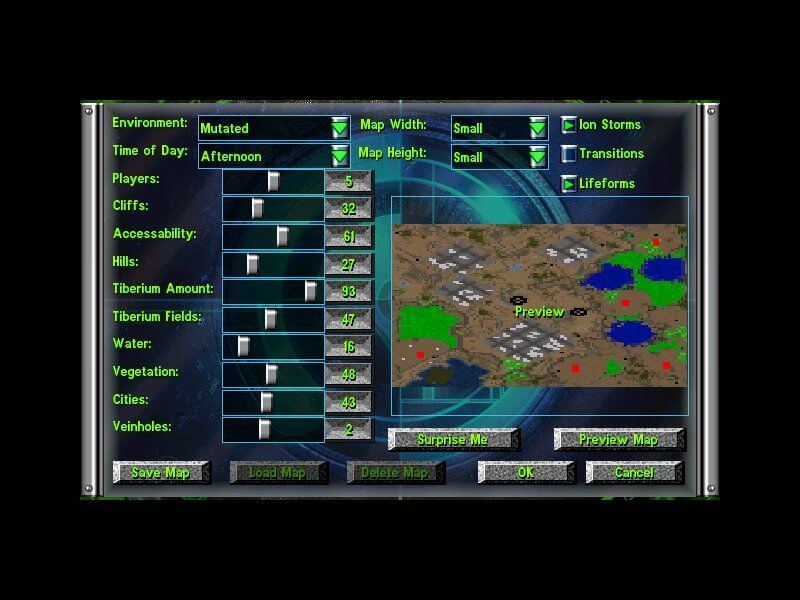 Environment: Mutated Map Width: Small Ion Storms
Time of Day: Afternoon Map Height: Small Transitions
Players: 5 Lifeforms
Cliffs: 32
Accessability: 61
Hills: 27
Tiberium Amount: 93
Tiberium Fields: 47
Preview
Water: 16
Vegetation: 48
Cities: 43
Veinholes: 2
Surprise Me Preview Map
Save Map Load Map Delete Map OK Cancel